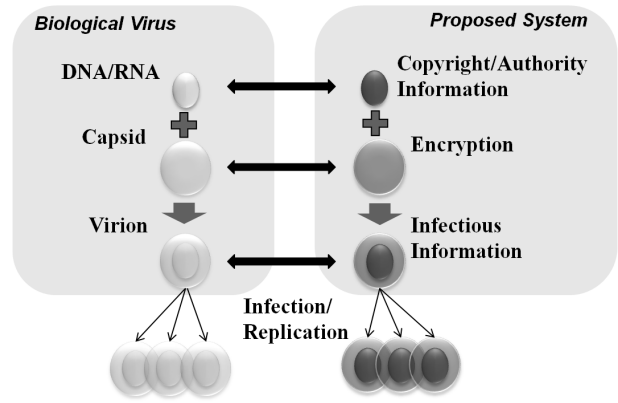 Biological Virus
Proposed System
DNA/RNA
Copyright/Authority
Information
Capsid
Encryption
Virion
Infectious
Information
Infection/
Replication